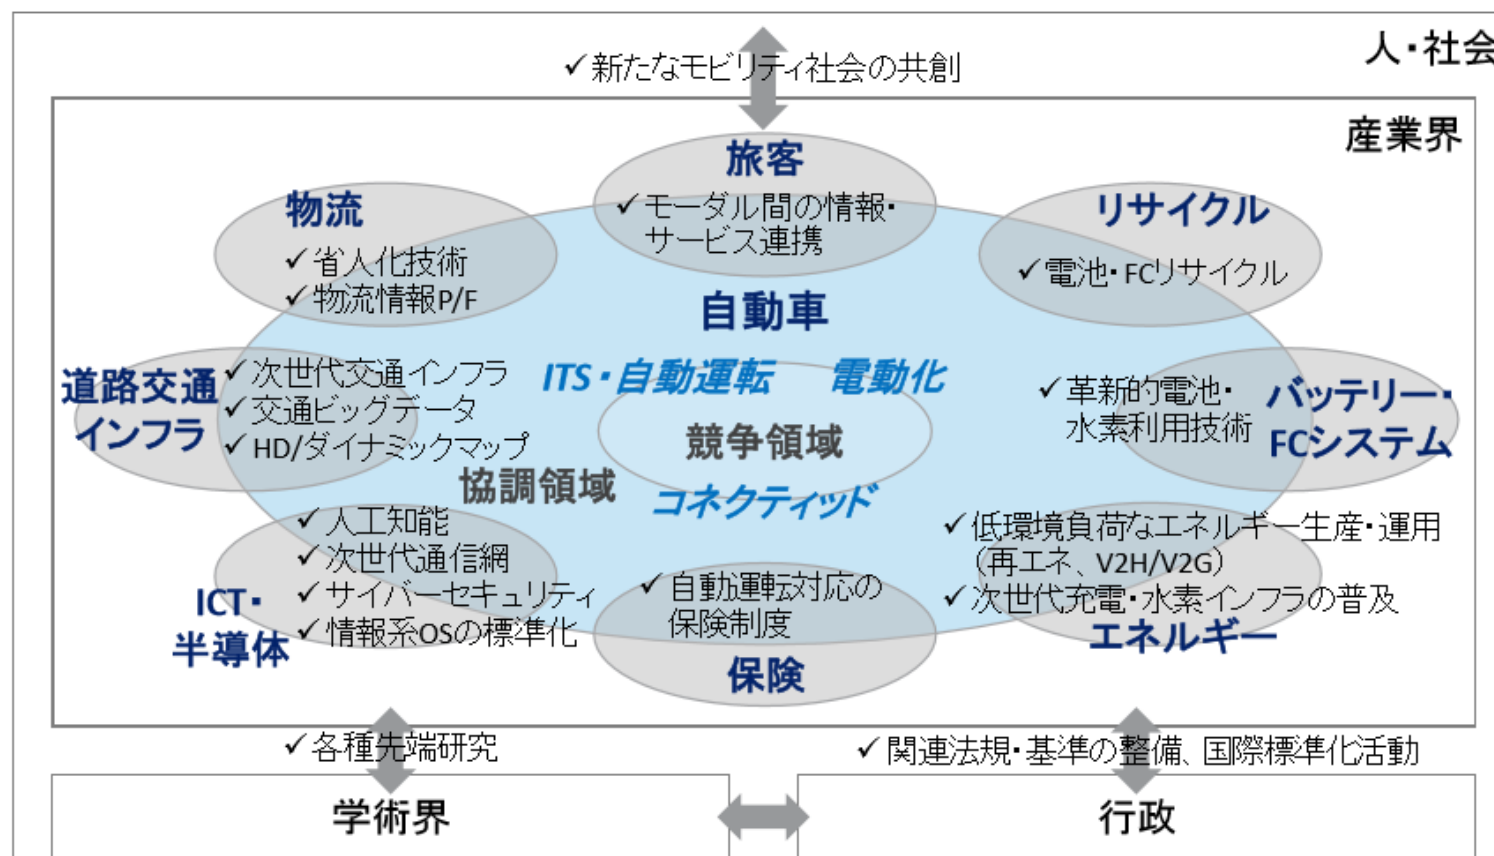 人・社会
✓新たなモビリティ社会の共創
産業界
旅客
✓モーダル間の情報・
サービス連携
物流
✓省人化技術
✓物流情報P/F
リサイクル
✓電池・FCリサイクル
自動車
ITS・自動運転
電動化
競争領域
協調領域
コネクティッド
道路交通
インフラ
✓次世代交通インフラ
✓交通ビッグデータ
✓HD/ダイナミックマップ
✓革新的電池・
水素利用技術
バッテリー・
FCシステム
✓人工知能
✓次世代通信網
✓サイバーセキュリティ
✓情報系OSの標準化
ICT・
半導体
✓自動運転対応の
保険制度
保険
✓低環境負荷なエネルギー生産・運用
（再エネ、V2H/V2G）
✓次世代充電・水素インフラの普及
エネルギー
✓各種先端研究
✓関連法規・基準の整備、国際標準化活動
学術界
行政